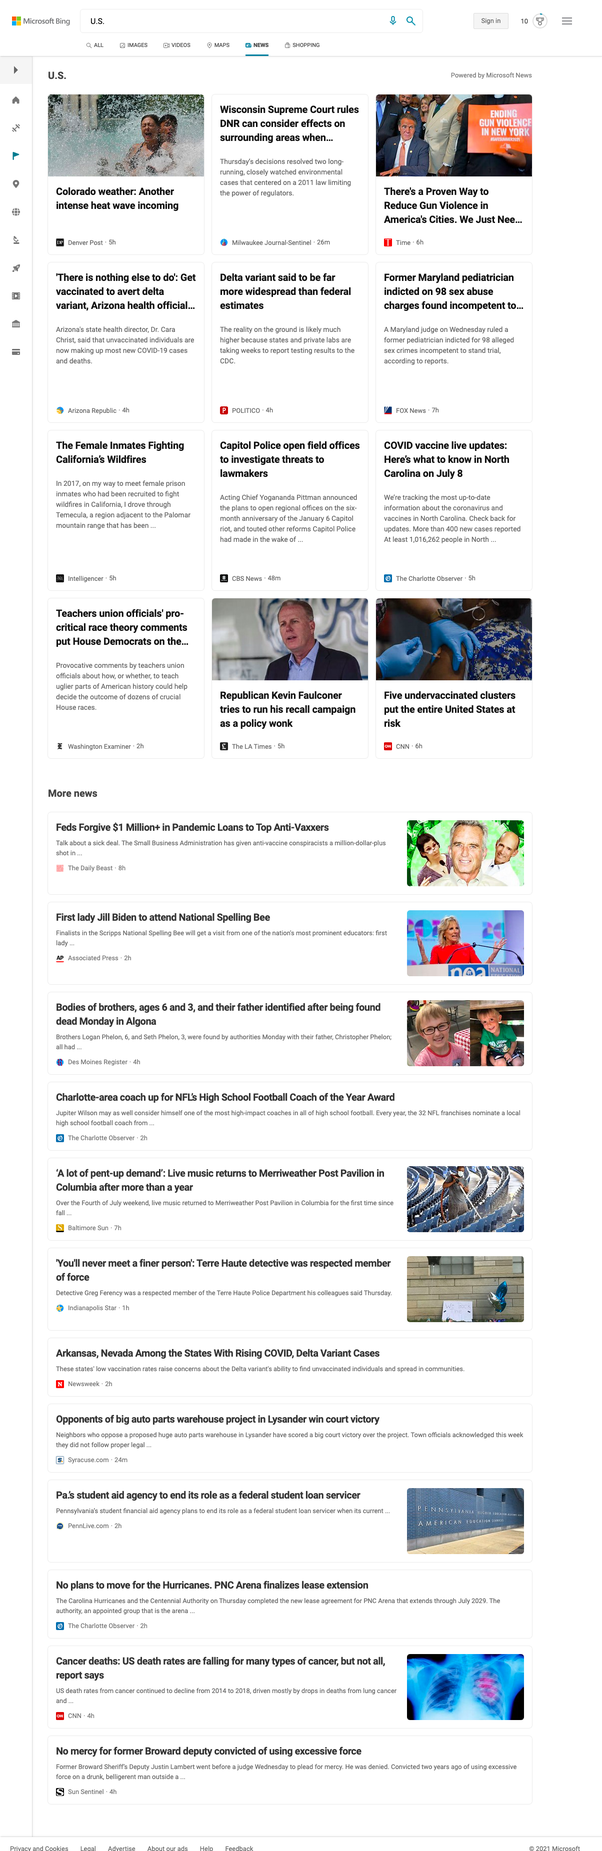 Microsoft Bing
U.S.
Sign in
10
ALL
IMAGES
VIDEOS
MAPS
NEWS
SHOPPING
U.S.
Powered by Microsoft News
Colorado weather: Another
intense heat wave incoming
Denver Post · 5h
Wisconsin Supreme Court rules
DNR can consider effects on
surrounding areas when...
Thursday's decisions resolved two long-
running, closely watched environmental
cases that centered on a 2011 law limiting
the power of regulators.
Milwaukee Journal-Sentinel · 26m
ENDING
GUN VIOLENCE
IN NEW YORK
There's a Proven Way to
Reduce Gun Violence in
America's Cities. We Just Nee...
Time · 6h
'There is nothing else to do': Get
vaccinated to avert delta
variant, Arizona health official...
Arizona's state health director, Dr. Cara
Christ, said that unvaccinated individuals are
now making up most new COVID-19 cases
and deaths.
Arizona Republic · 4h
Delta variant said to be far
more widespread than federal
estimates
The reality on the ground is likely much
higher because states and private labs are
taking weeks to report testing results to the
CDC.
POLITICO · 4h
Former Maryland pediatrician
indicted on 98 sex abuse
charges found incompetent to...
A Maryland judge on Wednesday ruled a
former pediatrician indicted for 98 alleged
sex crimes incompetent to stand trial,
according to reports.
FOX News · 7h
The Female Inmates Fighting
California's Wildfires
In 2017, on my way to meet female prison
inmates who had been recruited to fight
wildfires in California, I drove through
Temecula, a region adjacent to the Palomar
mountain range that has been ...
Intelligencer · 5h
Capitol Police open field offices
to investigate threats to
lawmakers
Acting Chief Yogananda Pittman announced
the plans to open regional offices on the six-
month anniversary of the January 6 Capitol
riot, and touted other reforms Capitol Police
had made in the wake of ...
CBS News · 48m
COVID vaccine live updates:
Here's what to know in North
Carolina on July 8
We're tracking the most up-to-date
information about the coronavirus and
vaccines in North Carolina. Check back for
updates. More than 400 new cases reported
At least 1,016,262 people in North ...
The Charlotte Observer · 5h
Teachers union officials' pro-
critical race theory comments
put House Democrats on the...
Provocative comments by teachers union
officials about how, or whether, to teach
uglier parts of American history could help
decide the outcome of dozens of crucial
House races.
Washington Examiner · 2h
Republican Kevin Faulconer
tries to run his recall campaign
as a policy wonk
The LA Times · 5h
Five undervaccinated clusters
put the entire United States at
risk
CNN · 6h
More news
Feds Forgive $1 Million+ in Pandemic Loans to Top Anti-Vaxxers
Talk about a sick deal. The Small Business Administration has given anti-vaccine conspiracists a million-dollar-plus
shot in ...
The Daily Beast · 8h
First lady Jill Biden to attend National Spelling Bee
Finalists in the Scripps National Spelling Bee will get a visit from one of the nation's most prominent educators: first
lady ...
AP Associated Press · 2h
nea NATIONAL
Bodies of brothers, ages 6 and 3, and their father identified after being found
dead Monday in Algona
Brothers Logan Phelon, 6, and Seth Phelon, 3, were found by authorities Monday with their father, Christopher Phelon;
all had ...
Des Moines Register · 4h
Charlotte-area coach up for NFL's High School Football Coach of the Year Award
Jupiter Wilson may as well consider himself one of the most high-impact coaches in all of high school football. Every year, the 32 NFL franchises nominate a local
high school football coach from ...
The Charlotte Observer · 2h
'A lot of pent-up demand': Live music returns to Merriweather Post Pavilion in
Columbia after more than a year
Over the Fourth of July weekend, live music returned to Merriweather Post Pavilion in Columbia for the first time since
fall ...
Baltimore Sun · 7h
'You'll never meet a finer person': Terre Haute detective was respected member
of force
Detective Greg Ferency was a respected member of the Terre Haute Police Department his colleagues said Thursday.
Indianapolis Star · 1h
Arkansas, Nevada Among the States With Rising COVID, Delta Variant Cases
These states' low vaccination rates raise concerns about the Delta variant's ability to find unvaccinated individuals and spread in communities.
Newsweek · 2h
Opponents of big auto parts warehouse project in Lysander win court victory
Neighbors who oppose a proposed huge auto parts warehouse in Lysander have scored a big court victory over the project. Town officials acknowledged this week
they did not follow proper legal ...
Syracuse.com · 24m
Pa.'s student aid agency to end its role as a federal student loan servicer
Pennsylvania's student financial aid agency plans to end its role as a federal student loan servicer when its current ...
PennLive.com · 2h
PENNSYLVANIA
AMERICAN EDUCATION
No plans to move for the Hurricanes. PNC Arena finalizes lease extension
The Carolina Hurricanes and the Centennial Authority on Thursday completed the new lease agreement for PNC Arena that extends through July 2029. The
authority, an appointed group that is the arena ...
The Charlotte Observer · 2h
Cancer deaths: US death rates are falling for many types of cancer, but not all,
report says
US death rates from cancer continued to decline from 2014 to 2018, driven mostly by drops in deaths from lung cancer
and ...
CNN · 4h
No mercy for former Broward deputy convicted of using excessive force
Former Broward Sheriff's Deputy Justin Lambert went before a judge Wednesday to plead for mercy. He was denied. Convicted two years ago of using excessive
force on a drunk, belligerent man outside a ...
Sun Sentinel · 4h
Privacy and Cookies
Legal
Advertise
About our ads
Help
Feedback
© 2021 Microsoft